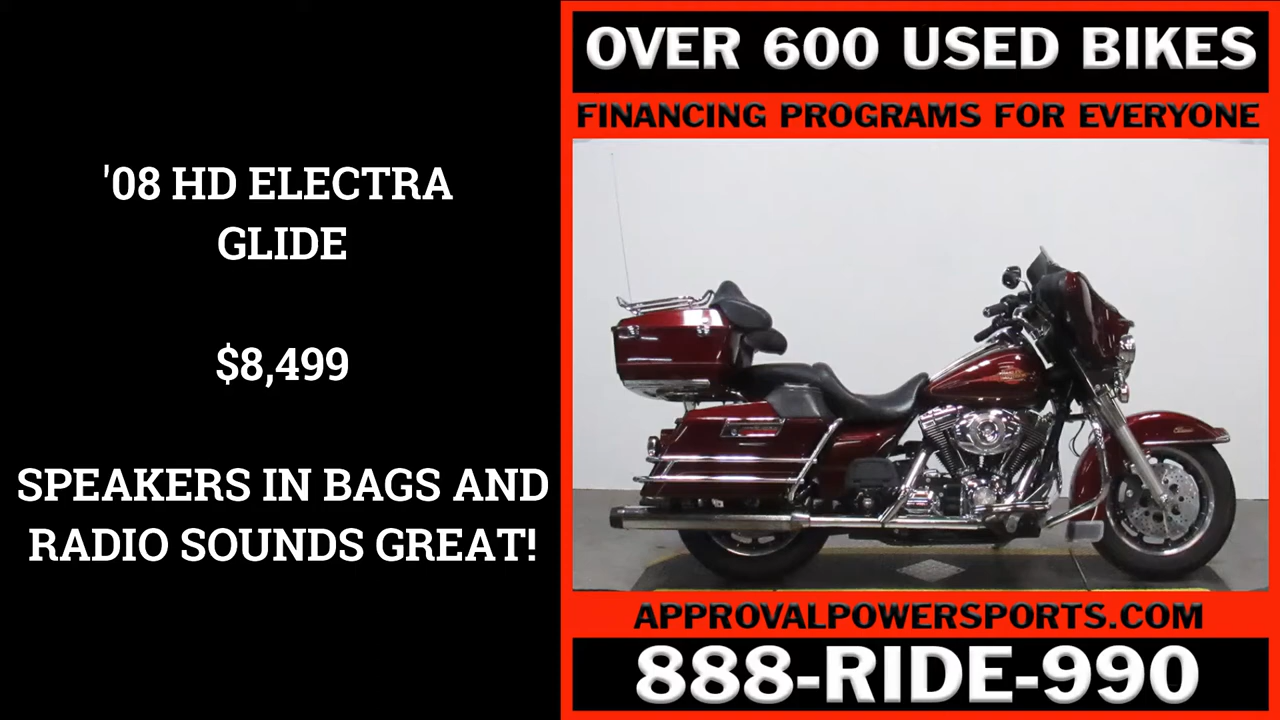 '08 HD ELECTRA
GLIDE
$8,499
SPEAKERS IN BAGS AND
RADIO SOUNDS GREAT!
OVER 600 USED BIKES
FINANCING PROGRAMS FOR EVERYONE
Classic
APPROVALPOWERSPORTS.COM
888-RIDE-990